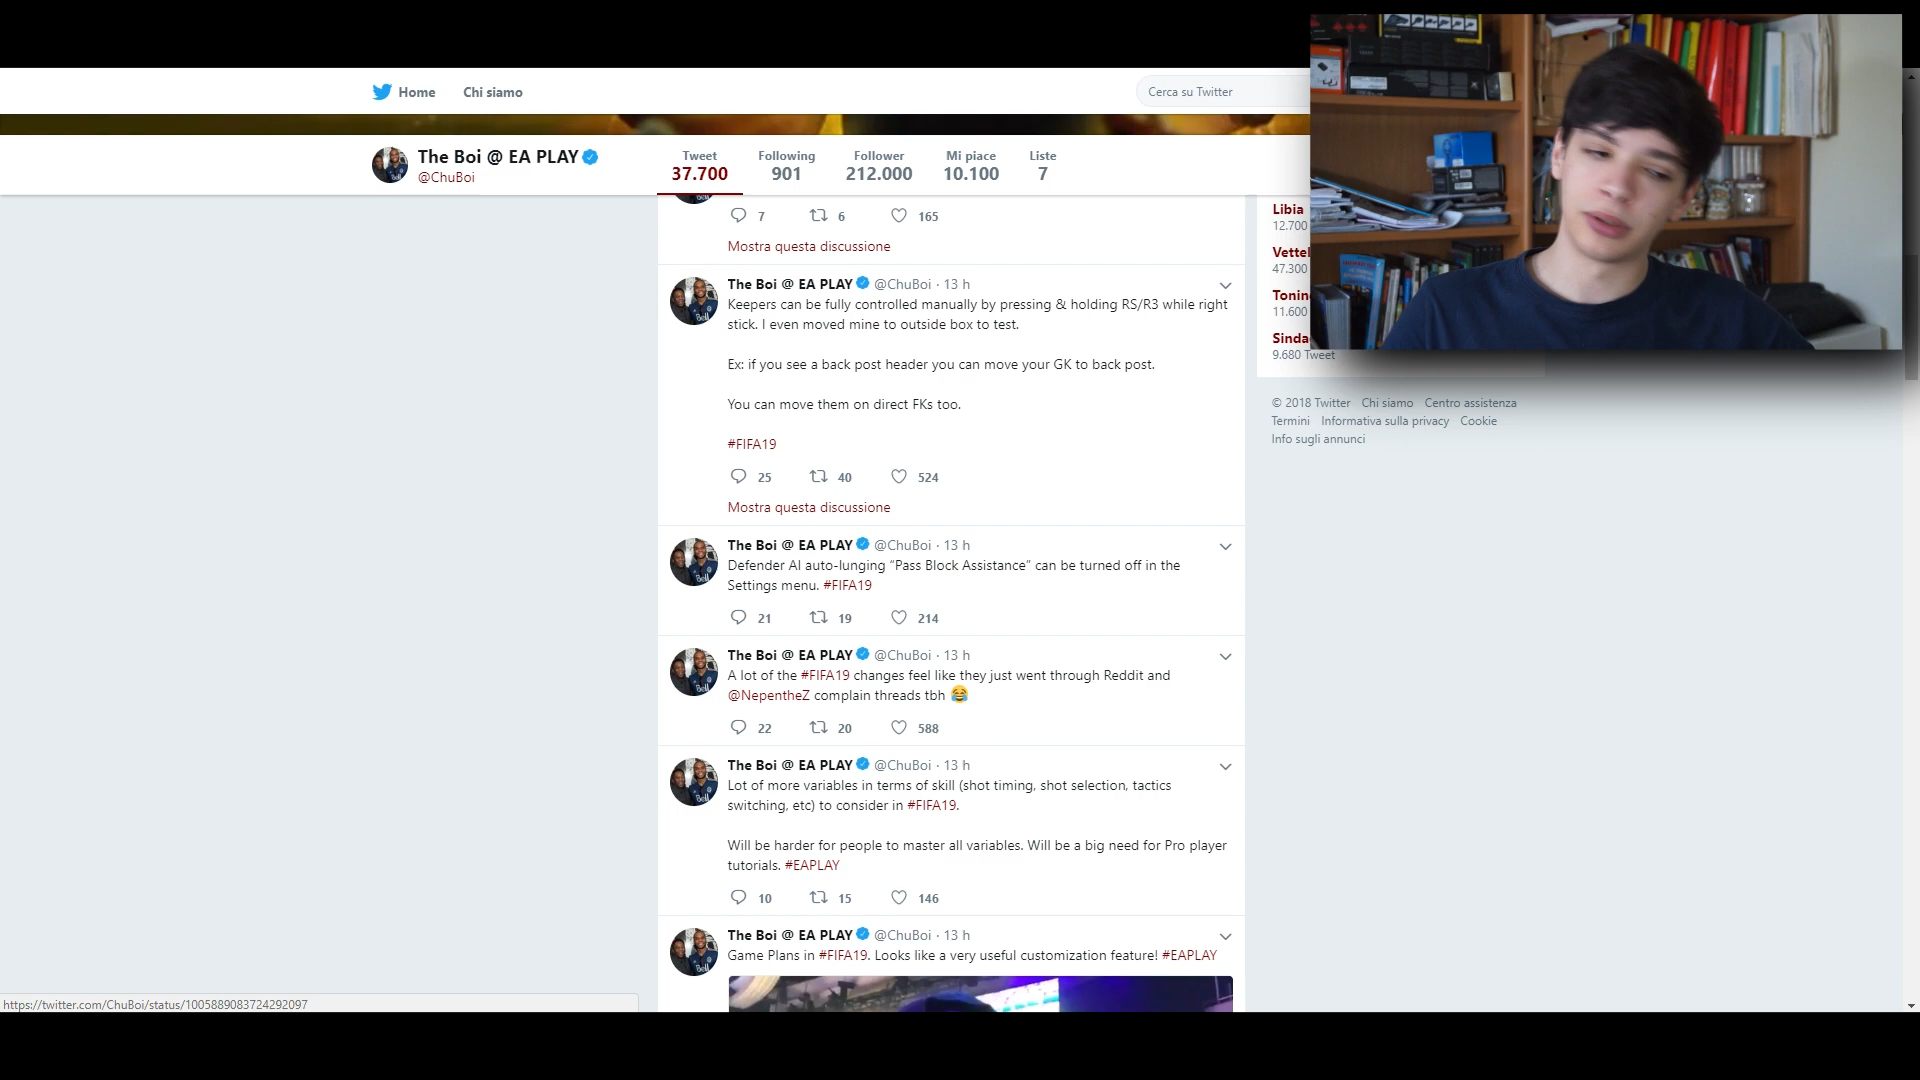 Home Chi siamo
Cerca su Twitter
The Boi @ EA PLAY
@ChuBoi
Tweet Following Follower Mi piace Liste
37.700 901 212.000 10.100 7
7 6 165
Mostra questa discussione
The Boi @ EA PLAY @ChuBoi · 13 h
Keepers can be fully controlled manually by pressing & holding RS/R3 while right
stick. I even moved mine to outside box to test.
Ex: if you see a back post header you can move your GK to back post.
You can move them on direct FKs too.
#FIFA19
25 40 524
Mostra questa discussione
The Boi @ EA PLAY @ChuBoi · 13 h
Defender AI auto-lunging “Pass Block Assistance” can be turned off in the
Settings menu. #FIFA19
21 19 214
The Boi @ EA PLAY @ChuBoi · 13 h
A lot of the #FIFA19 changes feel like they just went through Reddit and
@NepentheZ complain threads tbh 😂
22 20 588
The Boi @ EA PLAY @ChuBoi · 13 h
Lot of more variables in terms of skill (shot timing, shot selection, tactics
switching, etc) to consider in #FIFA19.
Will be harder for people to master all variables. Will be a big need for Pro player
tutorials. #EAPLAY
10 15 146
The Boi @ EA PLAY @ChuBoi · 13 h
Game Plans in #FIFA19. Looks like a very useful customization feature! #EAPLAY
Libia
12.700
Vettel
47.300
Tonin
11.600
Sinda
9.680 Tweet
© 2018 Twitter Chi siamo Centro assistenza
Termini Informativa sulla privacy Cookie
Info sugli annunci
https://twitter.com/ChuBoi/status/1005889083724292097